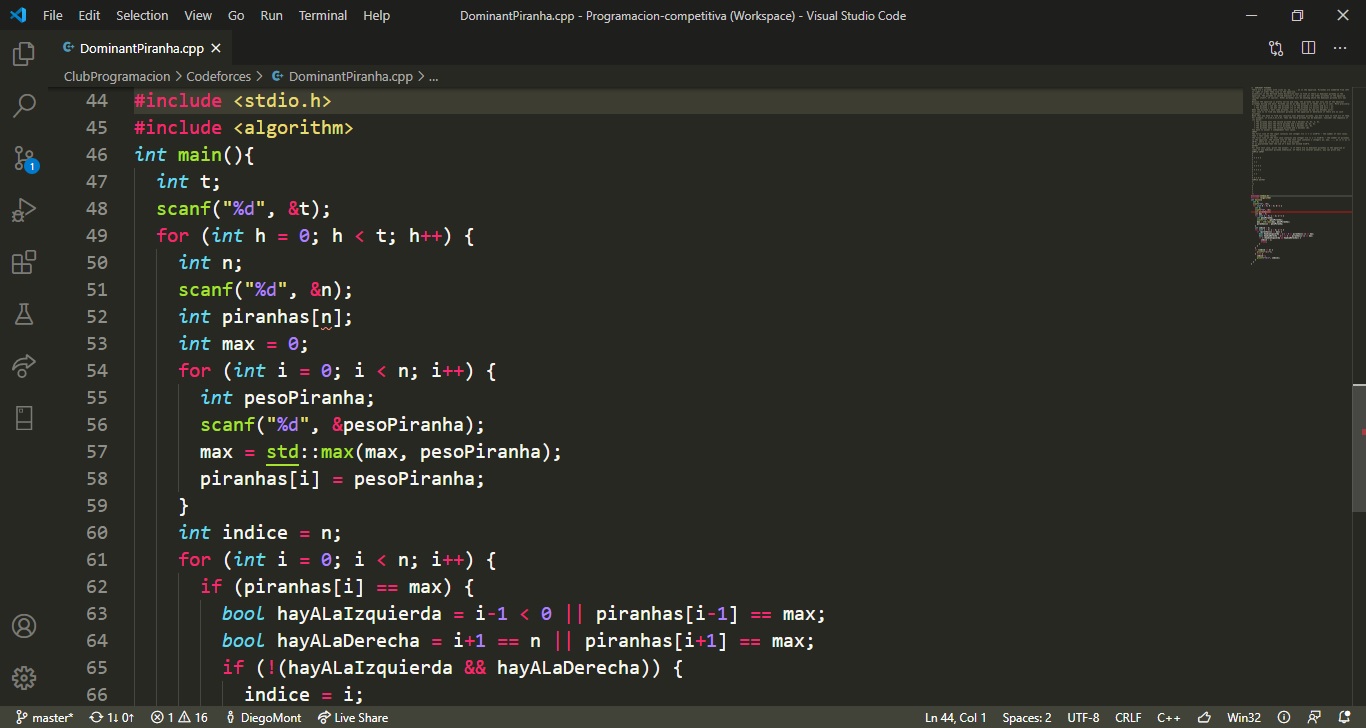 File Edit Selection View Go Run Terminal Help DominantPiranha.cpp - Programacion-competitiva (Workspace) - Visual Studio Code
DominantPiranha.cpp
ClubProgramacion > Codeforces > DominantPiranha.cpp > ...
44 #include <stdio.h>
45 #include <algorithm>
46 int main(){
47 int t;
48 scanf("%d", &t);
49 for (int h = 0; h < t; h++) {
50 int n;
51 scanf("%d", &n);
52 int piranhas[n];
53 int max = 0;
54 for (int i = 0; i < n; i++) {
55 int pesoPiranha;
56 scanf("%d", &pesoPiranha);
57 max = std::max(max, pesoPiranha);
58 piranhas[i] = pesoPiranha;
59 }
60 int indice = n;
61 for (int i = 0; i < n; i++) {
62 if (piranhas[i] == max) {
63 bool hayALaIzquierda = i-1 < 0 || piranhas[i-1] == max;
64 bool hayALaDerecha = i+1 == n || piranhas[i+1] == max;
65 if (!(hayALaIzquierda && hayALaDerecha)) {
66 indice = i;
1
master* 1↓ 0↑ 1 16 DiegoMont Live Share Ln 44, Col 1 Spaces: 2 UTF-8 CRLF C++ Win32